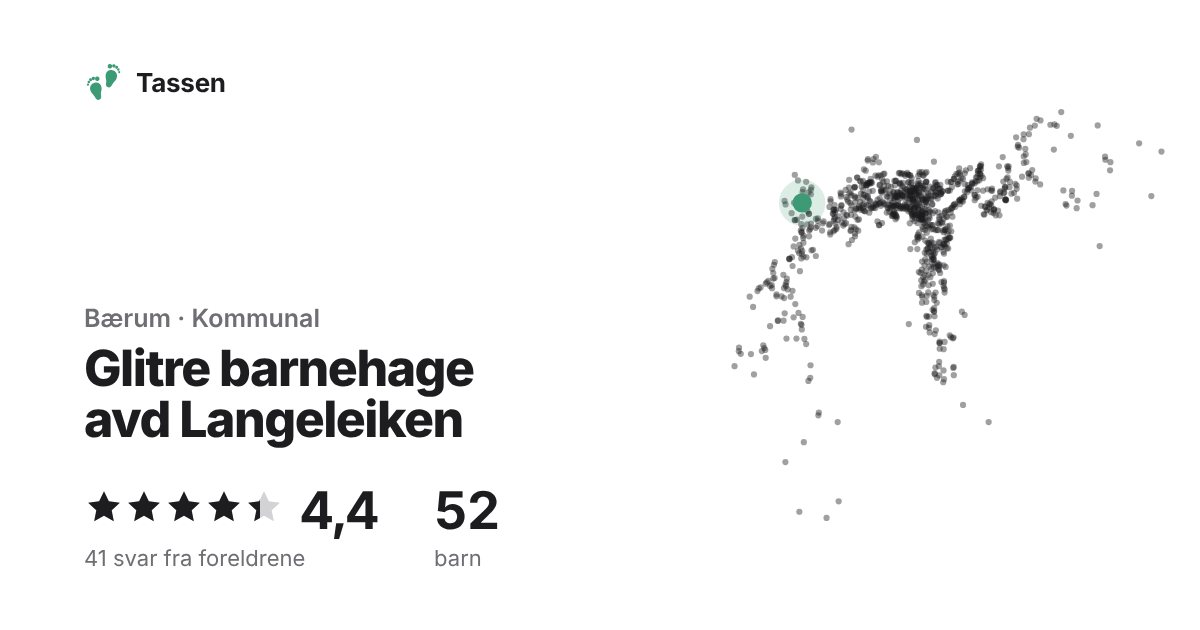 Tassen
Bærum · Kommunal
Glitre barnehage
avd Langeleiken
4,4
52
41 svar fra foreldrene
barn